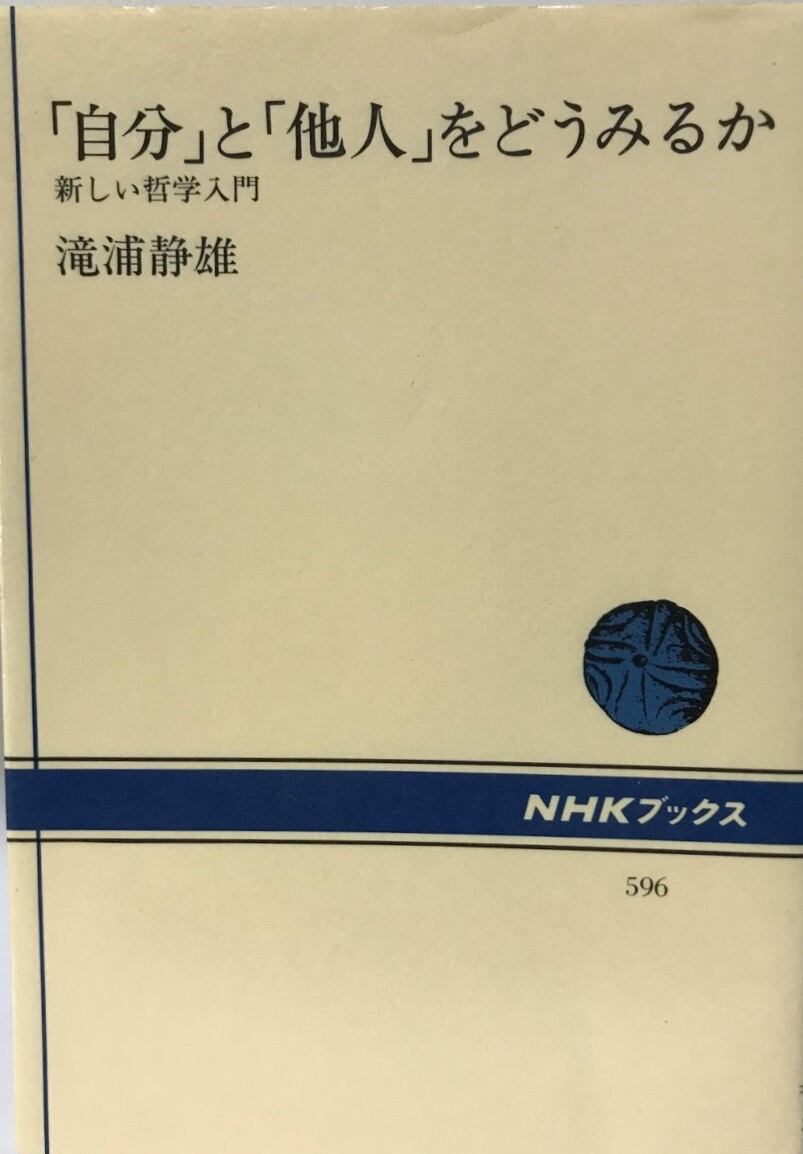 「自分」と「他人」をどうみるか
新しい哲学入門
滝浦静雄
NHKブックス
596